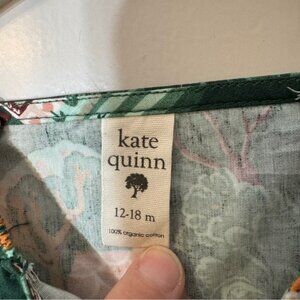 kate
quinn
12-18 m
100% organic cotton